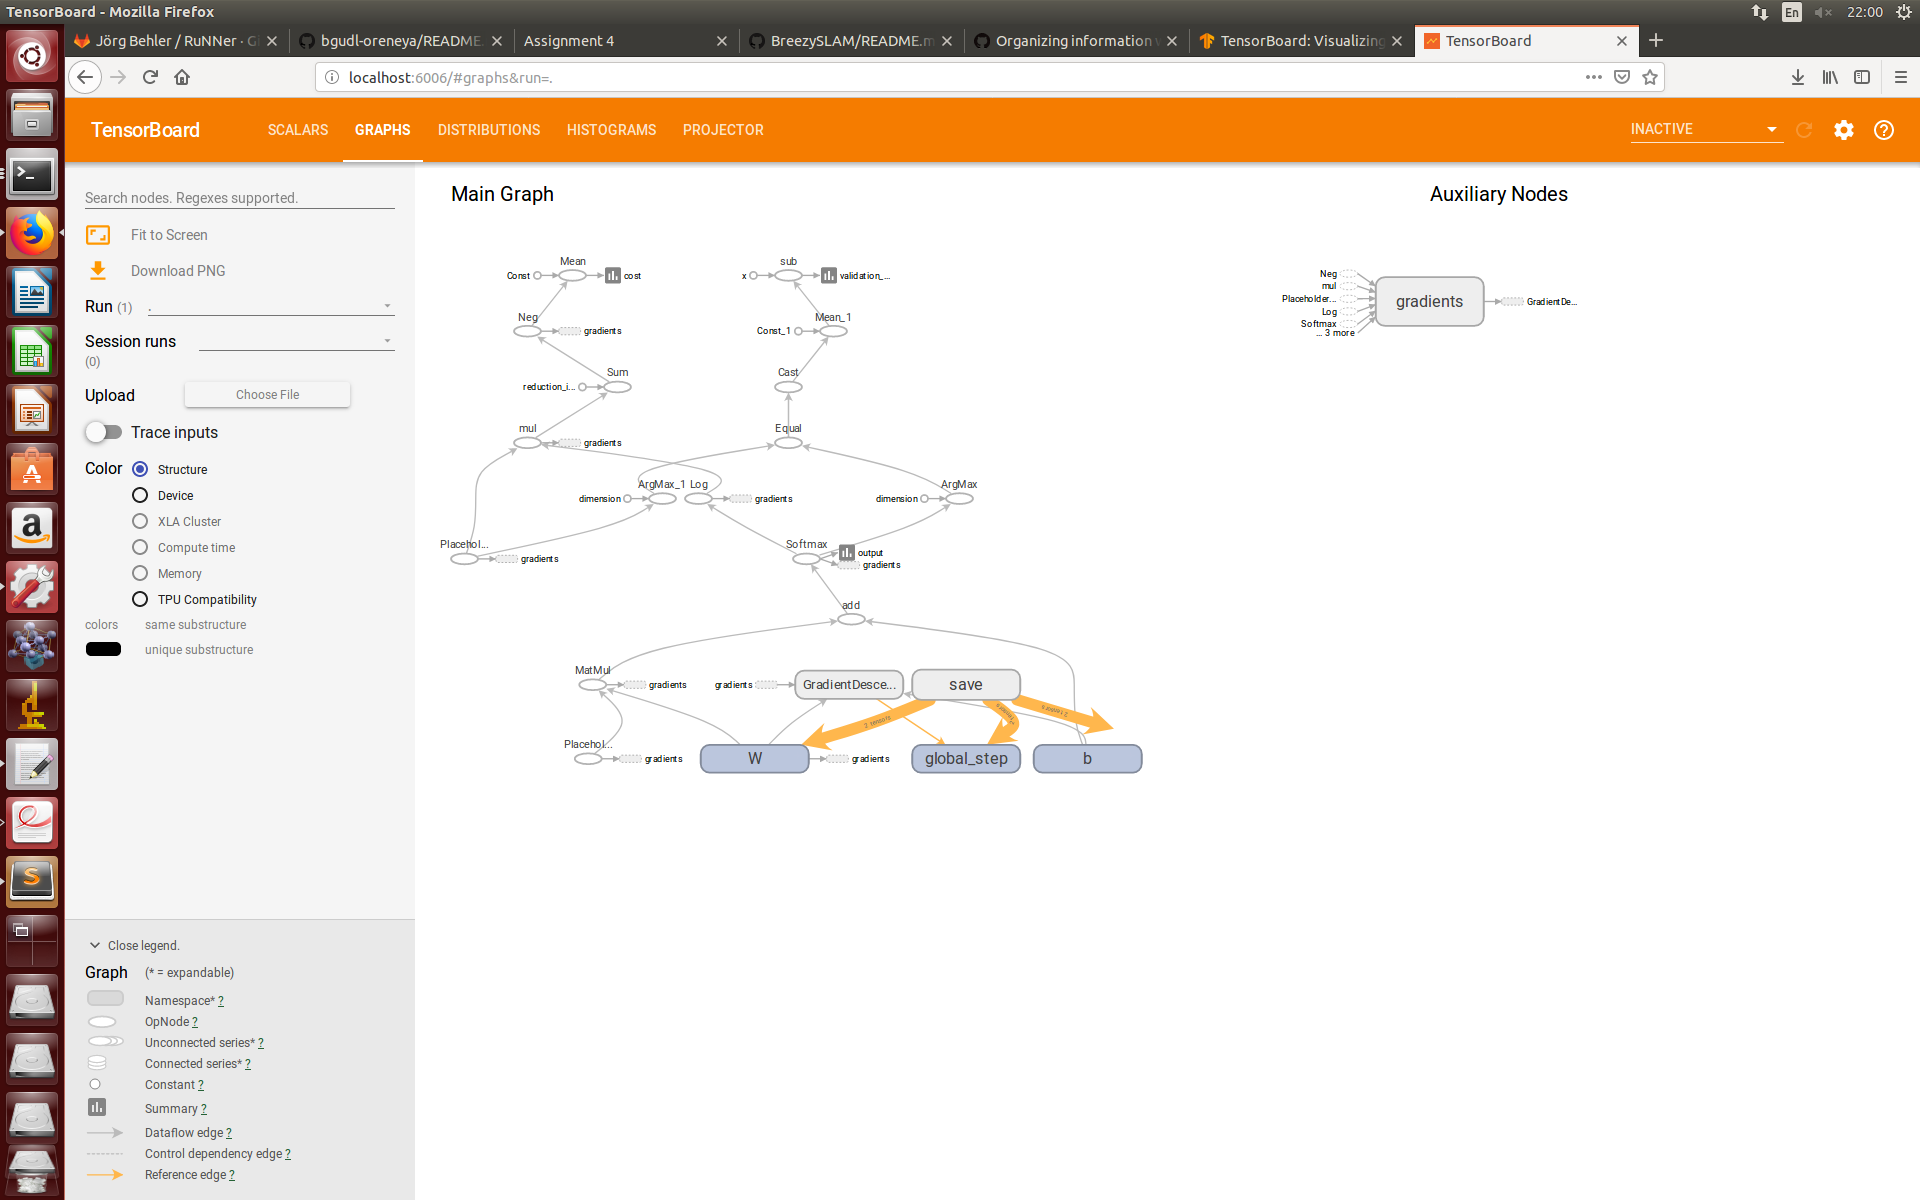 TensorBoard - Mozilla Firefox
En
22:00
Jörg Behler / RuNNer · G
bgudl-oreneya/README.
Assignment 4
BreezySLAM/README.m
Organizing information v
TensorBoard: Visualizing
TensorBoard
localhost:6006/#graphs&run=.
TensorBoard
SCALARS
GRAPHS
DISTRIBUTIONS
HISTOGRAMS
PROJECTOR
INACTIVE
Search nodes. Regexes supported.
Fit to Screen
Download PNG
Run (1) .
Session runs
(0)
Upload
Choose File
Trace inputs
Color
Structure
Device
XLA Cluster
Compute time
Memory
TPU Compatibility
colors same substructure
unique substructure
Close legend.
Graph (* = expandable)
Namespace* ?
OpNode ?
Unconnected series* ?
Connected series* ?
Constant ?
Summary ?
Dataflow edge ?
Control dependency edge ?
Reference edge ?
Main Graph
Mean
Const
cost
sub
x
validation_...
Neg
gradients
Mean_1
Const_1
Sum
reduction_i...
Cast
mul
gradients
Equal
ArgMax_1
dimension
Log
gradients
ArgMax
dimension
Placehol...
gradients
Softmax
output
gradients
add
MatMul
gradients
gradients
GradientDesce...
save
2 tensors
2 tensors
2 tensors
Placehol...
gradients
W
gradients
global_step
b
Auxiliary Nodes
Neg
mul
Placeholder...
Log
Softmax
... 3 more
gradients
GradientDe...